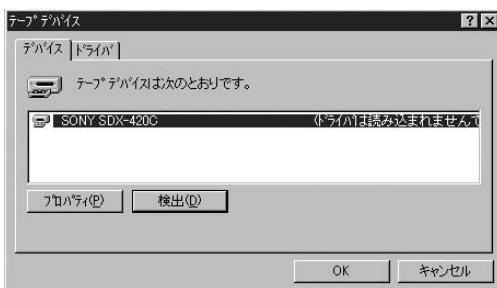 テープ デバイス
デバイス ドライバ
テープ デバイスは次のとおりです。
SONY SDX-420C (ドライバは読み込まれませんで
プロパティ(P) 検出(D)
OK キャンセル